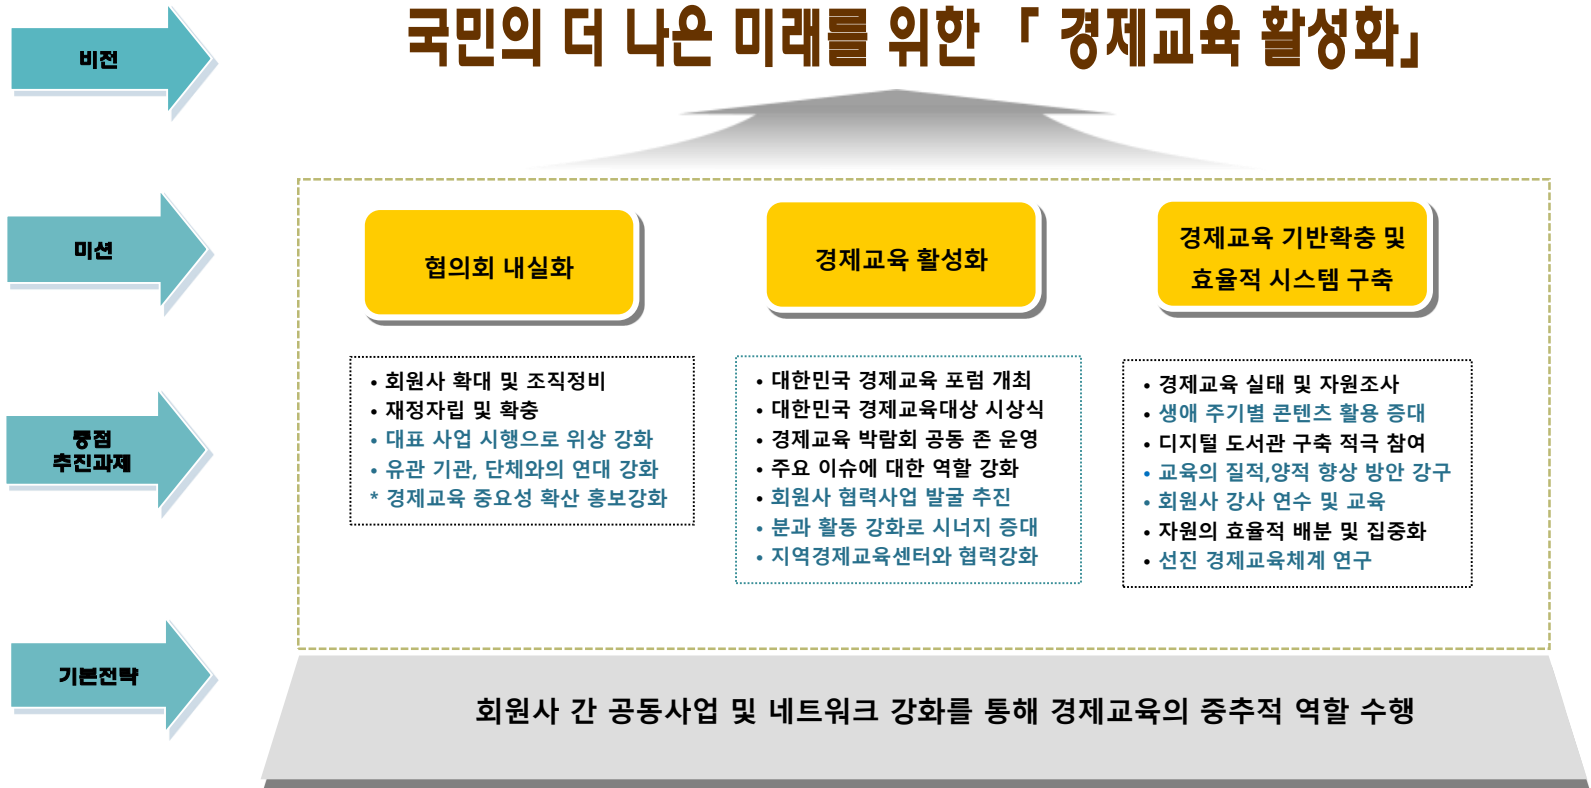 비전
국민의 더 나은 미래를 위한 「 경제교육 활성화」
미션
협의회 내실화
경제교육 활성화
경제교육 기반확충 및
효율적 시스템 구축
중점
추진과제
• 회원사 확대 및 조직정비
• 재정자립 및 확충
• 대표 사업 시행으로 위상 강화
• 유관 기관, 단체와의 연대 강화
* 경제교육 중요성 확산 홍보강화
• 대한민국 경제교육 포럼 개최
• 대한민국 경제교육대상 시상식
• 경제교육 박람회 공동 존 운영
• 주요 이슈에 대한 역할 강화
• 회원사 협력사업 발굴 추진
• 분과 활동 강화로 시너지 증대
• 지역경제교육센터와 협력강화
• 경제교육 실태 및 자원조사
• 생애 주기별 콘텐츠 활용 증대
• 디지털 도서관 구축 적극 참여
• 교육의 질적,양적 향상 방안 강구
• 회원사 강사 연수 및 교육
• 자원의 효율적 배분 및 집중화
• 선진 경제교육체계 연구
기본전략
회원사 간 공동사업 및 네트워크 강화를 통해 경제교육의 중추적 역할 수행